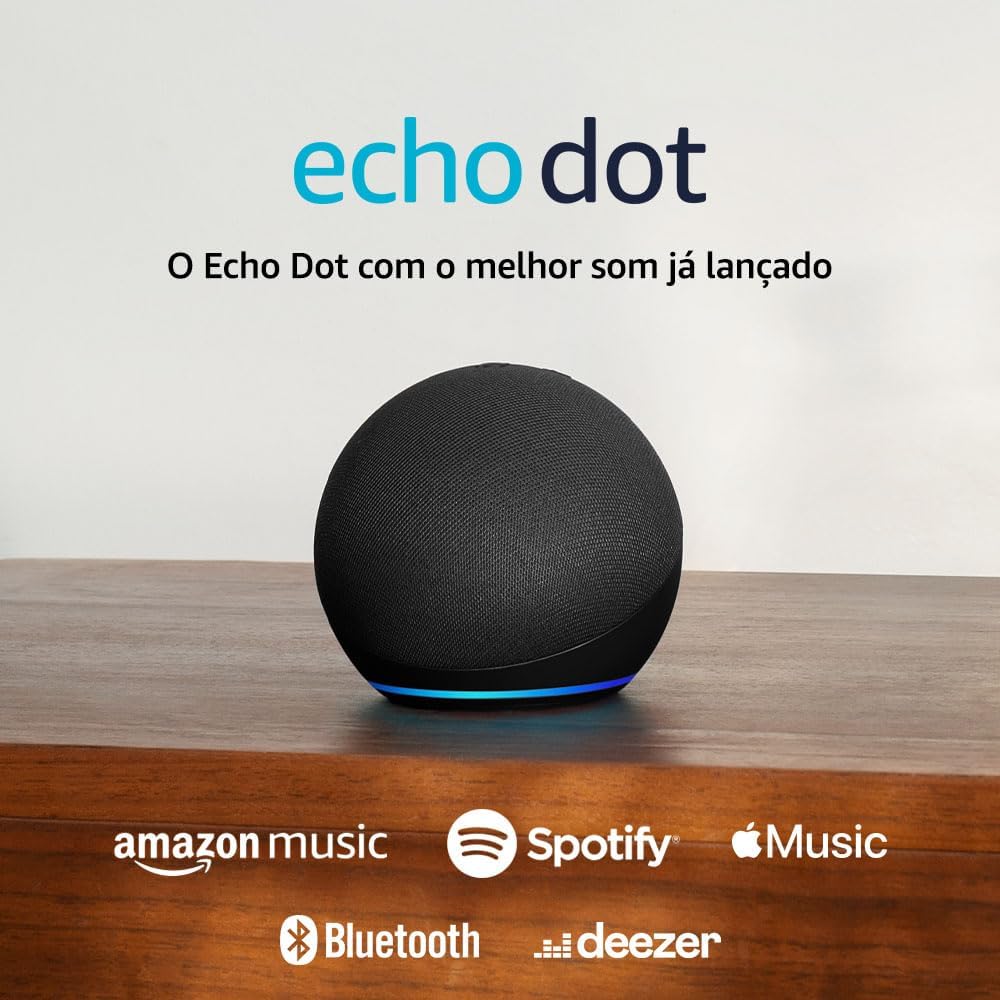 echo dot
O Echo Dot com o melhor som já lançado
amazon music Spotify® Music
Bluetooth deezer